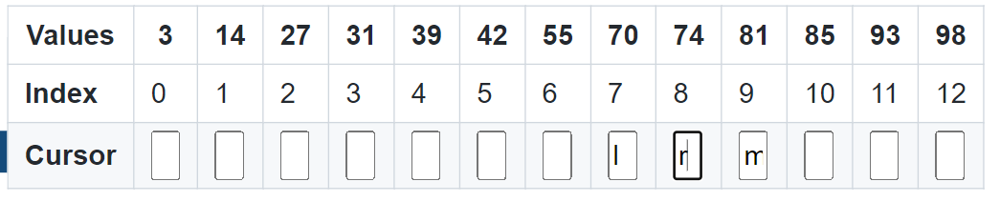 Values 3 14 27 31 39 42 55 70 74 81 85 93 98
Index 0 1 2 3 4 5 6 7 8 9 10 11 12
Cursor l r m